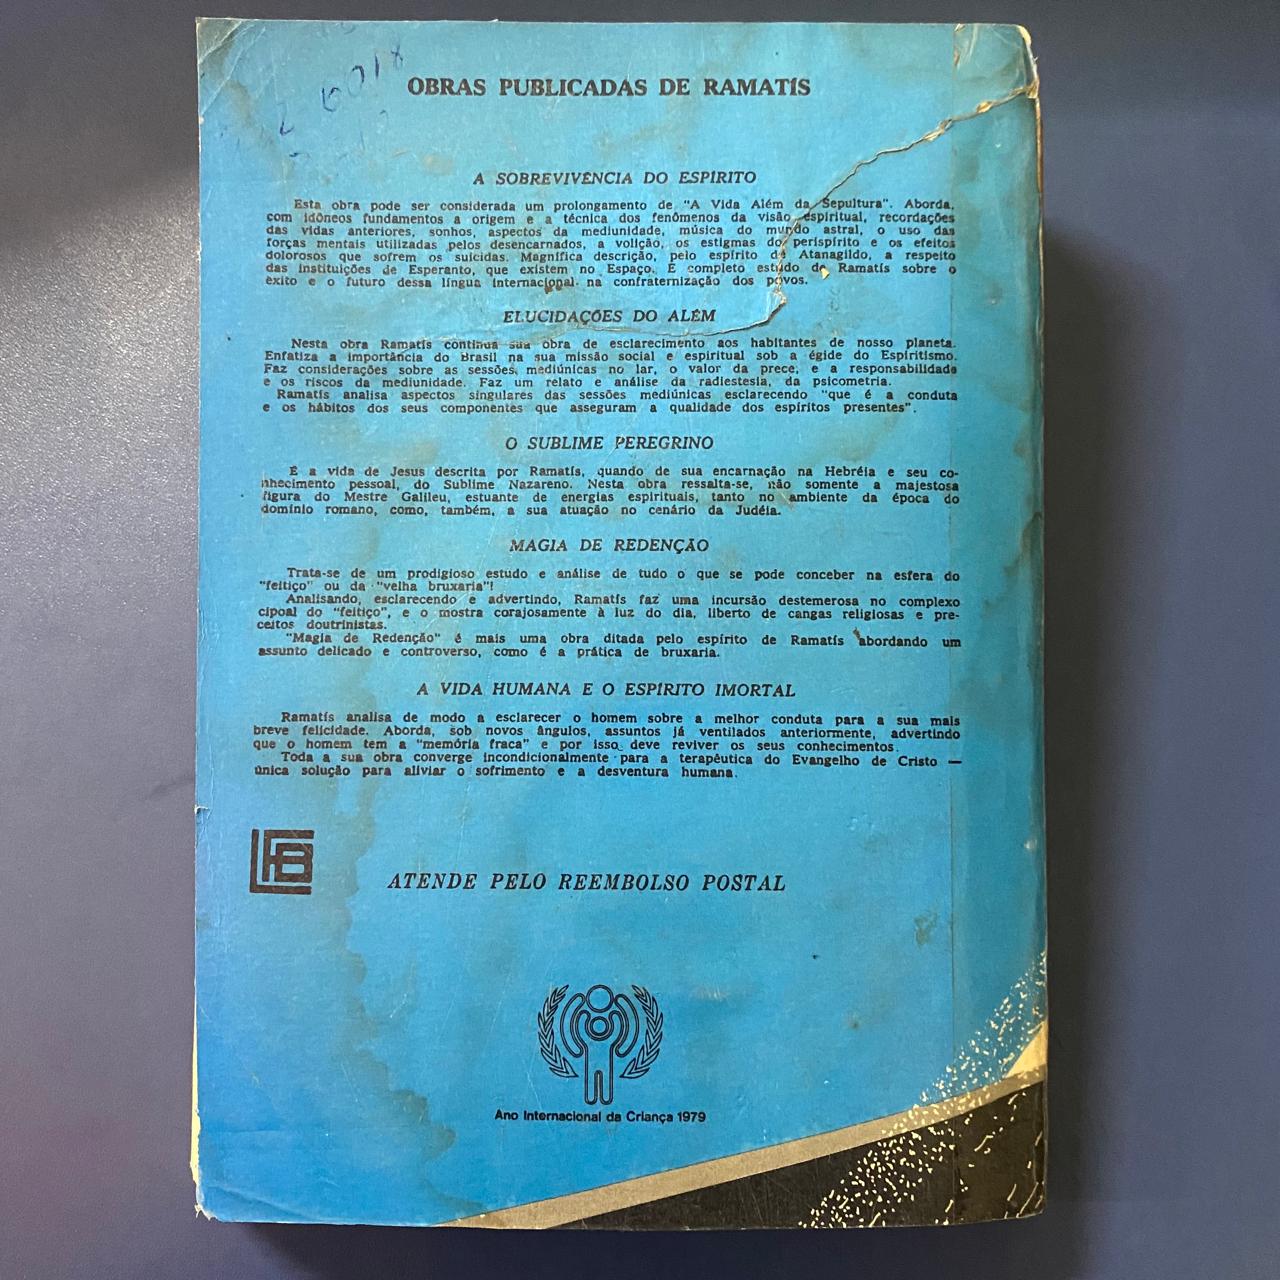 OBRAS PUBLICADAS DE RAMATÍS
A SOBREVIVÊNCIA DO ESPÍRITO
Esta obra pode ser considerada um prolongamento de "A Vida Além da Sepultura". Aborda,
com idôneos fundamentos a origem e a técnica dos fenômenos da visão espiritual, recordações
das vidas anteriores, sonhos, aspectos da mediunidade, música do mundo astral, o uso das
forças mentais utilizadas pelos desencarnados, a volição, os estigmas do perispírito e os efeitos
dolorosos que sofrem os suicidas. Magnífica descrição, pelo espírito de Atanagildo, a respeito
das instituições de Esperanto, que existem no Espaço. E completo estudo de Ramatís sobre o
êxito e o futuro dessa língua internacional na confraternização dos povos.
ELUCIDAÇÕES DO ALÉM
Nesta obra Ramatís continua sua obra de esclarecimento aos habitantes de nosso planeta.
Enfatiza a importância do Brasil na sua missão social e espiritual sob a égide do Espiritismo.
Faz considerações sobre as sessões mediúnicas no lar, o valor da prece, e a responsabilidade
e os riscos da mediunidade. Faz um relato e análise da radiestesia, da psicometria.
Ramatís analisa aspectos singulares das sessões mediúnicas esclarecendo "que é a conduta
e os hábitos dos seus componentes que asseguram a qualidade dos espíritos presentes".
O SUBLIME PEREGRINO
É a vida de Jesus descrita por Ramatís, quando de sua encarnação na Hebréia e seu co-
nhecimento pessoal, do Sublime Nazareno. Nesta obra ressalta-se, não somente a majestosa
figura do Mestre Galileu, estuante de energias espirituais, tanto no ambiente da época do
domínio romano, como, também, a sua atuação no cenário da Judéia.
MAGIA DE REDENÇÃO
Trata-se de um prodigioso estudo e análise de tudo o que se pode conceber na esfera do
"feitiço" ou da "velha bruxaria"!
Analisando, esclarecendo e advertindo, Ramatís faz uma incursão destemerosa no complexo
cipoal do "feitiço", e o mostra corajosamente à luz do dia, liberto de cangas religiosas e pre-
ceitos doutrinistas.
"Magia de Redenção" é mais uma obra ditada pelo espírito de Ramatís abordando um
assunto delicado e controverso, como é a prática de bruxaria.
A VIDA HUMANA E O ESPÍRITO IMORTAL
Ramatís analisa de modo a esclarecer o homem sobre a melhor conduta para a sua mais
breve felicidade. Aborda, sob novos ângulos, assuntos já ventilados anteriormente, advertindo
que o homem tem a "memória fraca" e por isso deve reviver os seus conhecimentos.
Toda a sua obra converge incondicionalmente para a terapêutica do Evangelho de Cristo —
única solução para aliviar o sofrimento e a desventura humana.
ATENDE PELO REEMBOLSO POSTAL
Ano Internacional da Criança 1979